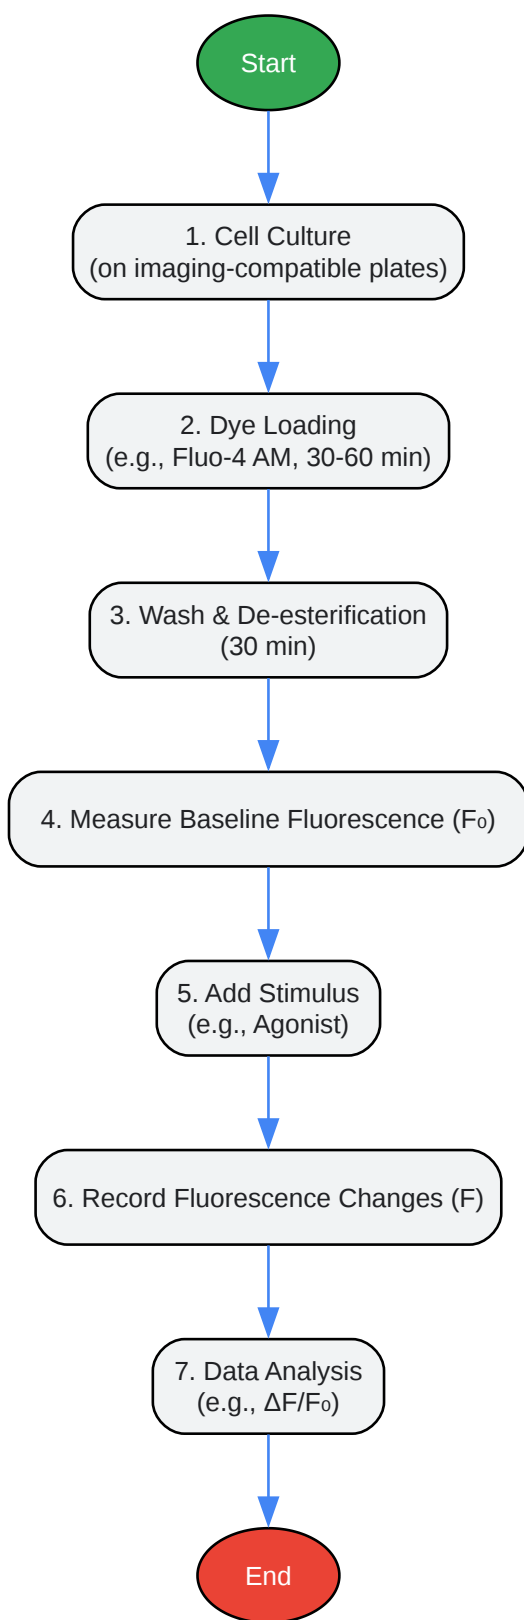 Start
1. Cell Culture
(on imaging-compatible plates)
2. Dye Loading
(e.g., Fluo-4 AM, 30-60 min)
3. Wash & De-esterification
(30 min)
4. Measure Baseline Fluorescence (F₀)
5. Add Stimulus
(e.g., Agonist)
6. Record Fluorescence Changes (F)
7. Data Analysis
(e.g., ΔF/F₀)
End